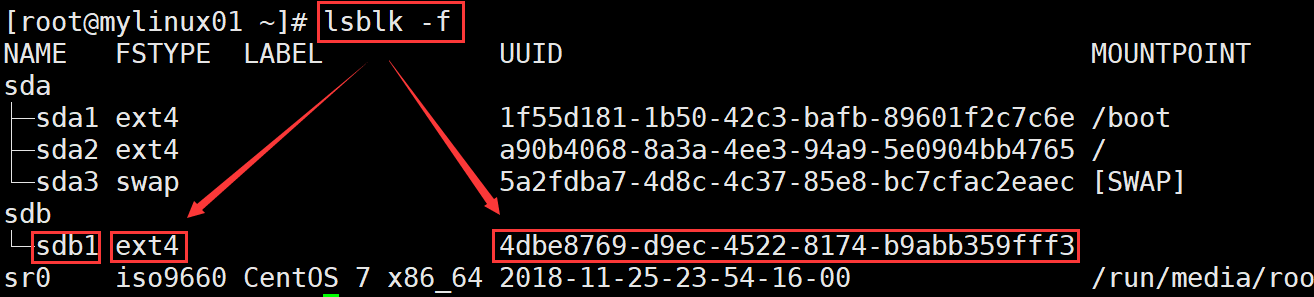 [root@mylinux01 ~]# lsblk -f
NAME   FSTYPE  LABEL           UUID                                 MOUNTPOINT
sda
├─sda1 ext4                    1f55d181-1b50-42c3-bafb-89601f2c7c6e /boot
├─sda2 ext4                    a90b4068-8a3a-4ee3-94a9-5e0904bb4765 /
└─sda3 swap                    5a2fdba7-4d8c-4c37-85e8-bc7cfac2eaec [SWAP]
sdb
└─sdb1 ext4                    4dbe8769-d9ec-4522-8174-b9abb359fff3
sr0    iso9660 CentOS 7 x86_64 2018-11-25-23-54-16-00               /run/media/roo